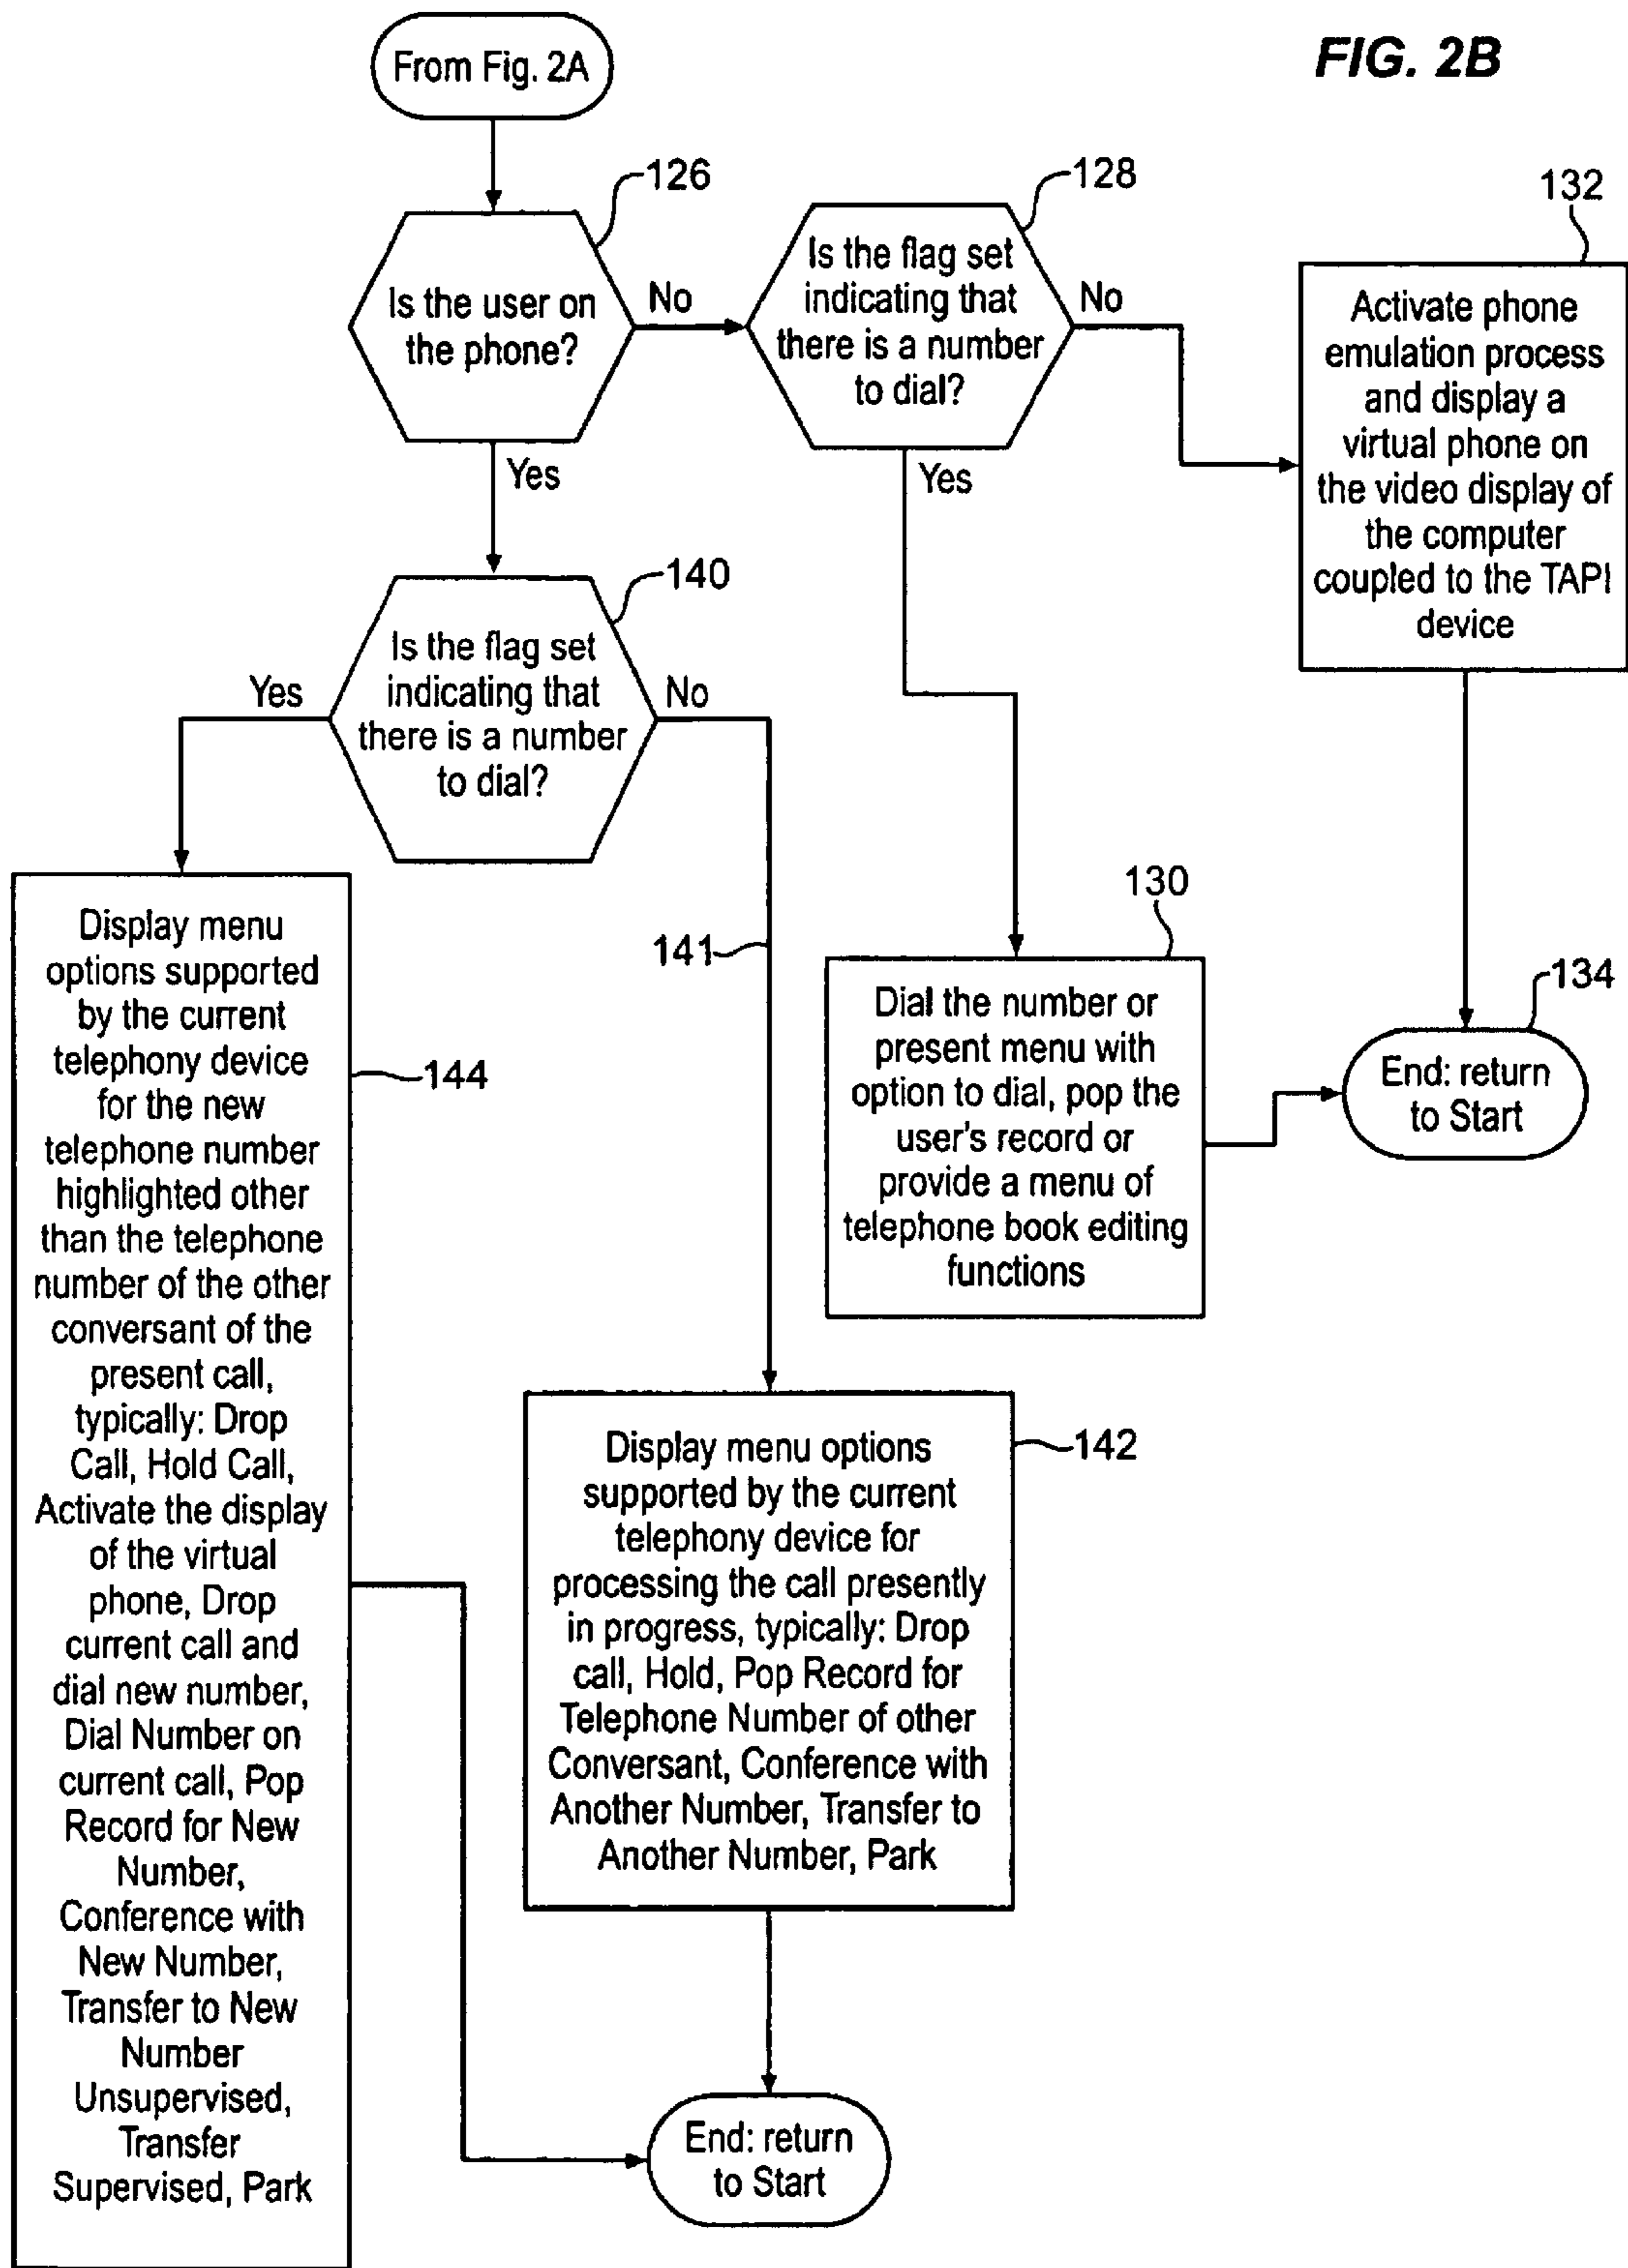 FIG. 2B
From Fig. 2A
126
Is the user on
the phone?
No
Yes
128
Is the flag set
indicating that
there is a number
to dial?
No
Yes
132
Activate phone
emulation process
and display a
virtual phone on
the video display of
the computer
coupled to the TAPI
device
140
Is the flag set
indicating that
there is a number
to dial?
Yes
No
141
130
Dial the number or
present menu with
option to dial, pop the
user's record or
provide a menu of
telephone book editing
functions
134
End: return
to Start
144
Display menu
options supported
by the current
telephony device
for the new
telephone number
highlighted other
than the telephone
number of the other
conversant of the
present call,
typically: Drop
Call, Hold Call,
Activate the display
of the virtual
phone, Drop
current call and
dial new number,
Dial Number on
current call, Pop
Record for New
Number,
Conference with
New Number,
Transfer to New
Number
Unsupervised,
Transfer
Supervised, Park
142
Display menu options
supported by the current
telephony device for
processing the call presently
in progress, typically: Drop
call, Hold, Pop Record for
Telephone Number of other
Conversant, Conference with
Another Number, Transfer to
Another Number, Park
End: return
to Start